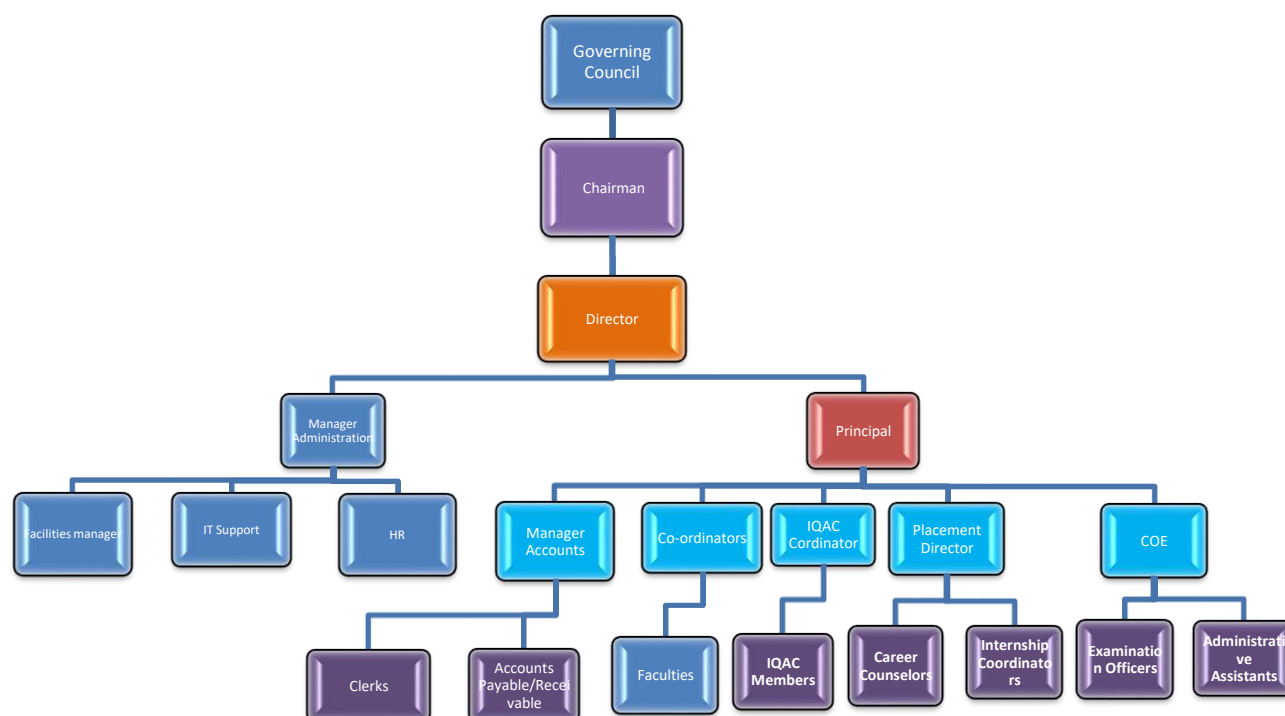 Governing
Council
Chairman
Director
Manager
Administration
Principal
Facilities manager
IT Support
HR
Manager
Accounts
Co-ordinators
IQAC
Cordinator
Placement
Director
COE
Clerks
Accounts
Payable/Recei
vable
Faculties
IQAC
Members
Career
Counselors
Internship
Coordinato
rs
Examinatio
n Officers
Administrati
ve
Assistants